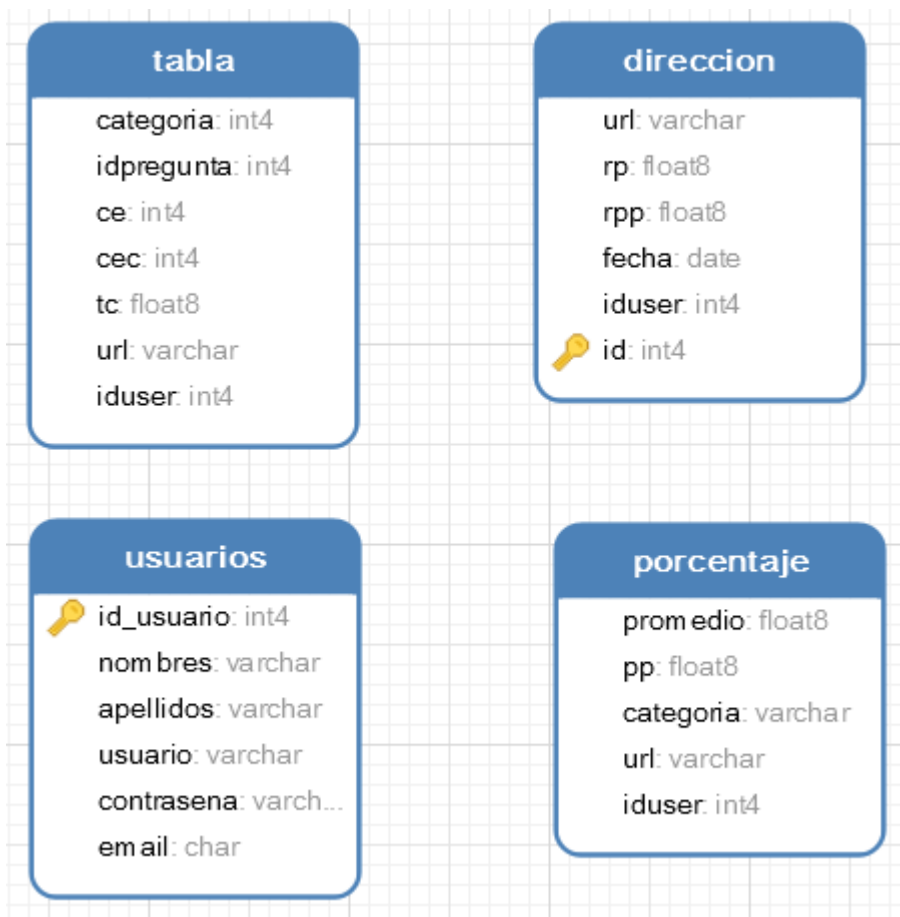 tabla
categoria: int4
idpregunta: int4
ce: int4
cec: int4
tc: float8
url: varchar
iduser: int4
direccion
url: varchar
rp: float8
rpp: float8
fecha: date
iduser: int4
id: int4
usuarios
id_usuario: int4
nombres: varchar
apellidos: varchar
usuario: varchar
contrasena: varch...
email: char
porcentaje
promedio: float8
pp: float8
categoria: varchar
url: varchar
iduser: int4